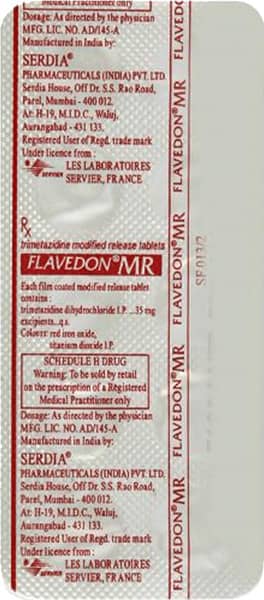 Medical Practitioner only
Dosage: As directed by the physician
MFG. LIC. NO. AD/145-A
Manufactured in India by:
SERDIA®
PHARMACEUTICALS (INDIA) PVT. LTD.
Serdia House, Off Dr. S.S. Rao Road,
Parel, Mumbai - 400 012.
At: H-19, M.I.D.C., Waluj,
Aurangabad - 431 133.
Registered User of Regd. trade mark
Under licence from :
SERVIER
LES LABORATOIRES
SERVIER, FRANCE
Rx
trimetazidine modified release tablets
FLAVEDON®MR
Each film coated modified release tablet
contains :
trimetazidine dihydrochloride I.P. ...35 mg
excipients...q.s.
Colours: red iron oxide,
titanium dioxide I.P.
SCHEDULE H DRUG
Warning: To be sold by retail
on the prescription of a Registered
Medical Practitioner only
Dosage: As directed by the physician
MFG. LIC. NO. AD/145-A
Manufactured in India by:
SERDIA®
PHARMACEUTICALS (INDIA) PVT. LTD.
Serdia House, Off Dr. S.S. Rao Road,
Parel, Mumbai - 400 012.
At: H-19, M.I.D.C., Waluj,
Aurangabad - 431 133.
Registered User of Regd. trade mark
Under licence from :
SERVIER
LES LABORATOIRES
SERVIER, FRANCE
FLAVEDON®MR
FLAVEDON®MR
FLAVEDON®MR